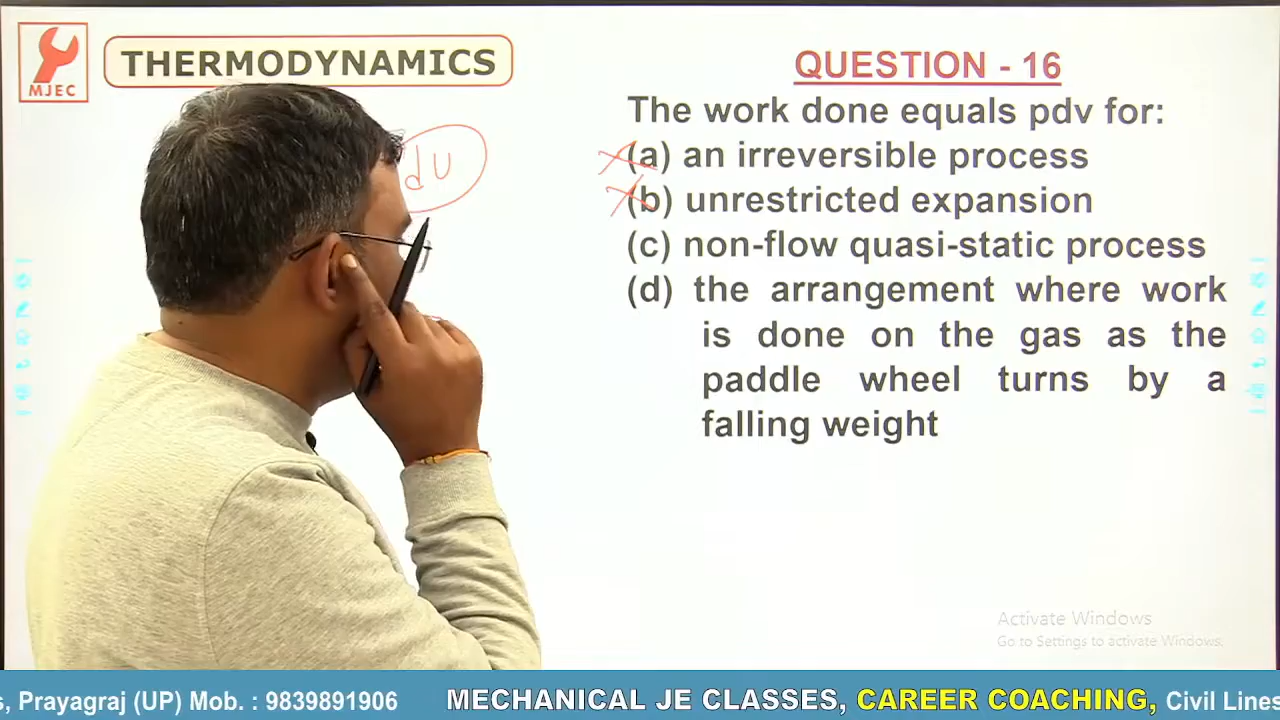 MJEC
THERMODYNAMICS
du
QUESTION - 16
The work done equals pdv for:
(a) an irreversible process
(b) unrestricted expansion
(c) non-flow quasi-static process
(d) the arrangement where work
is done on the gas as the
paddle wheel turns by a
falling weight
Activate Windows
Go to Settings to activate Windows.
s, Prayagraj (UP) Mob. : 9839891906 MECHANICAL JE CLASSES, CAREER COACHING, Civil Lines